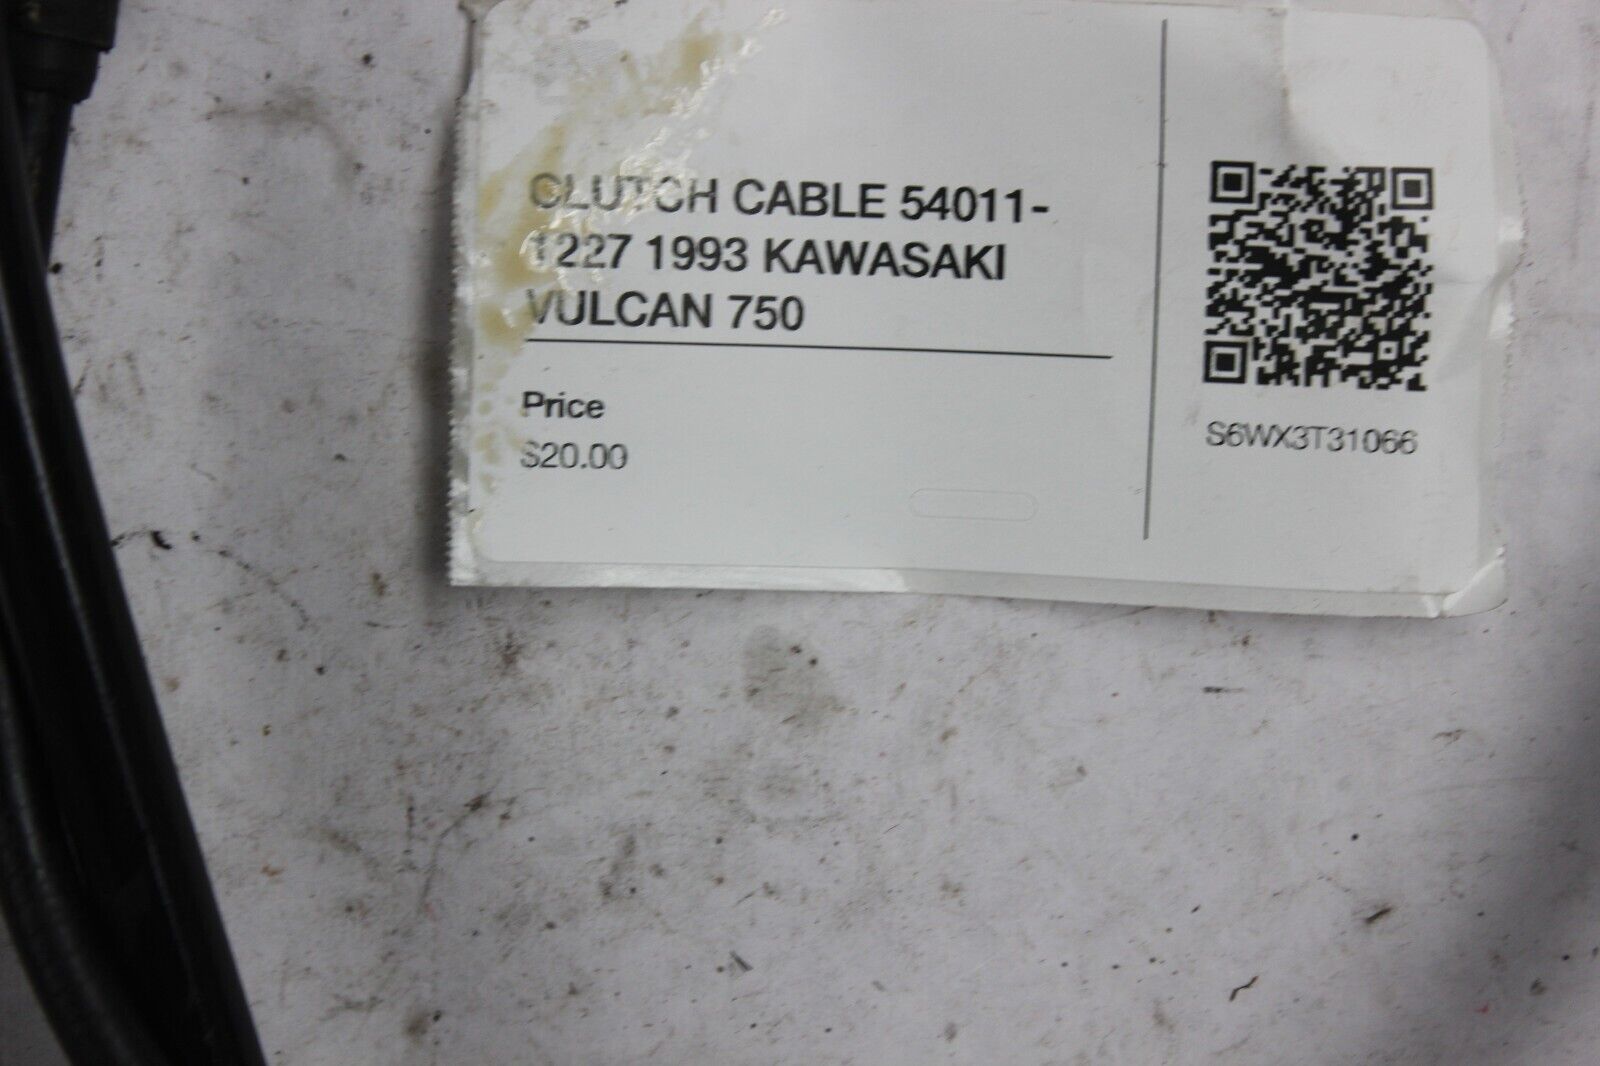 CLUTCH CABLE 54011-
1227 1993 KAWASAKI
VULCAN 750
Price
$20.00
S6WX3T31066